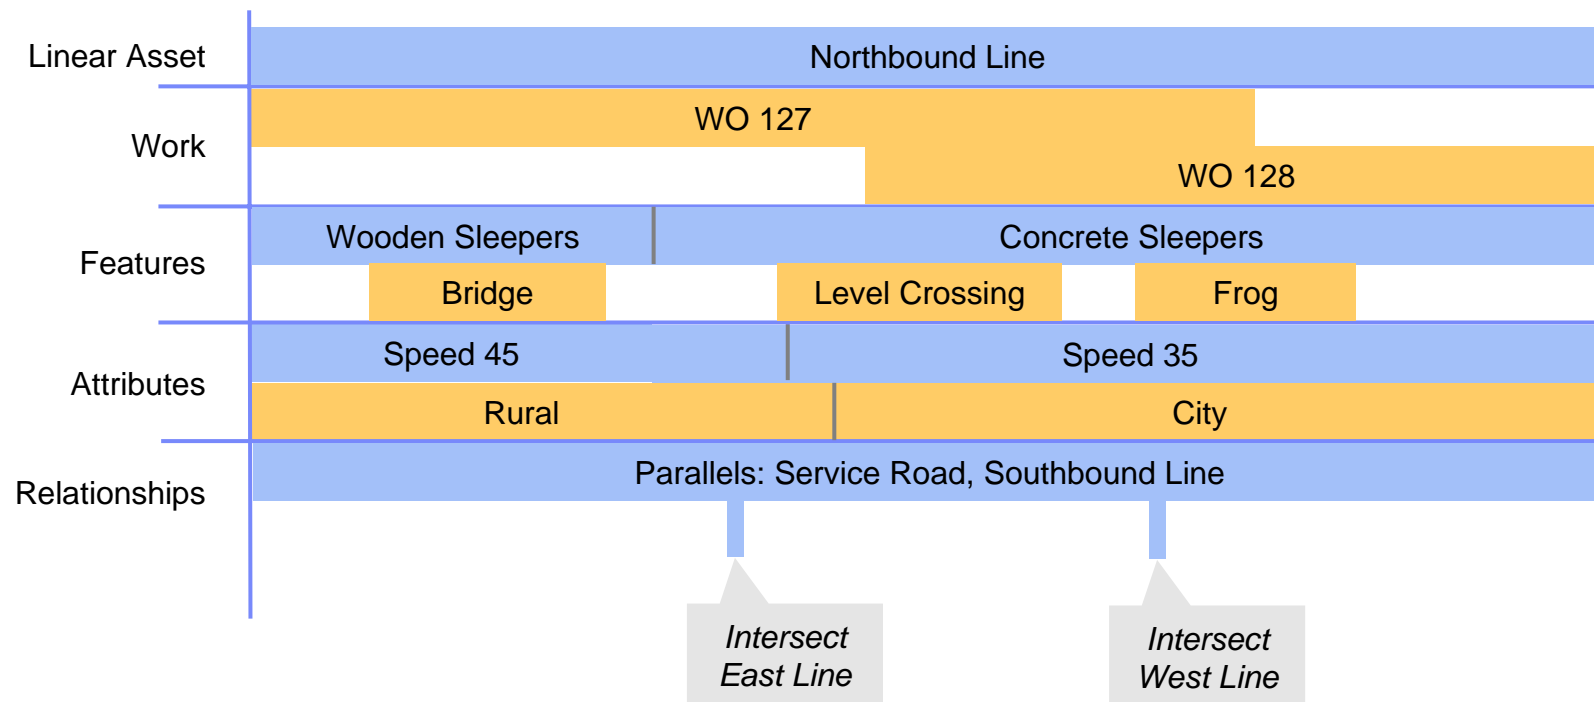 Linear Asset
Northbound Line
Work
WO 127
WO 128
Features
Wooden Sleepers
Concrete Sleepers
Bridge
Level Crossing
Frog
Attributes
Speed 45
Speed 35
Rural
City
Relationships
Parallels: Service Road, Southbound Line
Intersect
East Line
Intersect
West Line